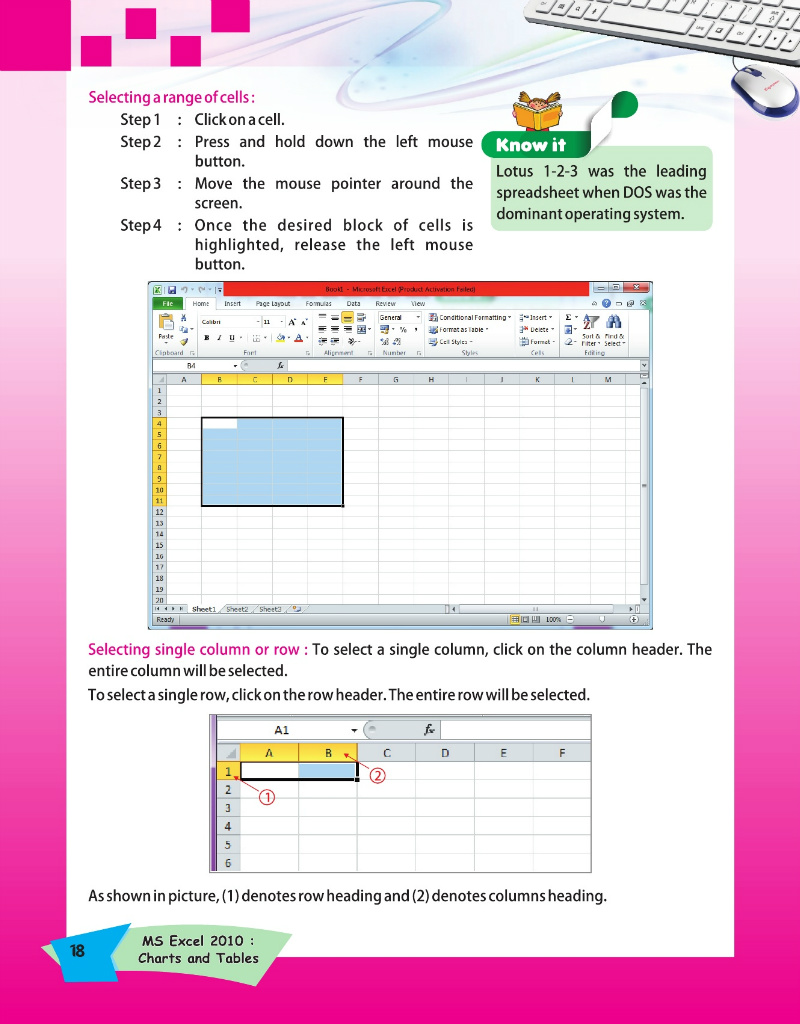 Selecting a range of cells :
Step 1 : Click on a cell.
Step 2 : Press and hold down the left mouse
button.
Step 3 : Move the mouse pointer around the
screen.
Step 4 : Once the desired block of cells is
highlighted, release the left mouse
button.
Know it
Lotus 1-2-3 was the leading
spreadsheet when DOS was the
dominant operating system.
Book1 - Microsoft Excel (Product Activation Failed)
File Home Insert Page Layout Formulas Data Review View
Calibri 11 General Conditional Formatting Insert Σ
Paste B I U A % , Format as Table Delete Sort & Find &
Cell Styles Format Filter Select
Clipboard Font Alignment Number Styles Cells Editing
B4 fx
A B C D E F G H I J K L M
1
2
3
4
5
6
7
8
9
10
11
12
13
14
15
16
17
18
19
20
Sheet1 Sheet2 Sheet3
Ready 100%
Selecting single column or row : To select a single column, click on the column header. The
entire column will be selected.
To select a single row, click on the row header. The entire row will be selected.
A1 fx
A B C D E F
1 2
2 1
3
4
5
6
As shown in picture, (1) denotes row heading and (2) denotes columns heading.
18
MS Excel 2010 :
Charts and Tables